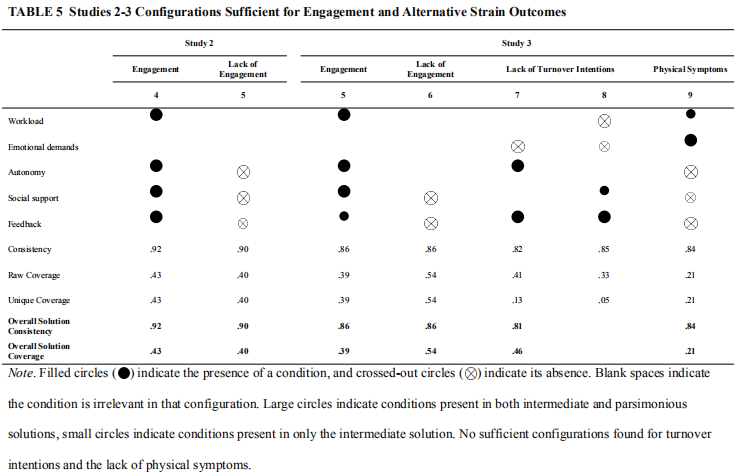 TABLE 5 Studies 2-3 Configurations Sufficient for Engagement and Alternative Strain Outcomes
Study 2 Study 3
Engagement Lack of Engagement Engagement Lack of Engagement Lack of Turnover Intentions Physical Symptoms
4 5 5 6 7 8 9
Workload ● ● ⊗ ●
Emotional demands ⊗ ⊗ ●
Autonomy ● ⊗ ● ● ⊗
Social support ● ⊗ ● ⊗ ● ⊗
Feedback ● ⊗ ● ⊗ ● ● ⊗
Consistency .92 .90 .86 .86 .82 .85 .84
Raw Coverage .43 .40 .39 .54 .41 .33 .21
Unique Coverage .43 .40 .39 .54 .13 .05 .21
Overall Solution Consistency .92 .90 .86 .86 .81 .84
Overall Solution Coverage .43 .40 .39 .54 .46 .21
Note. Filled circles (●) indicate the presence of a condition, and crossed-out circles (⊗) indicate its absence. Blank spaces indicate
the condition is irrelevant in that configuration. Large circles indicate conditions present in both intermediate and parsimonious
solutions, small circles indicate conditions present in only the intermediate solution. No sufficient configurations found for turnover
intentions and the lack of physical symptoms.